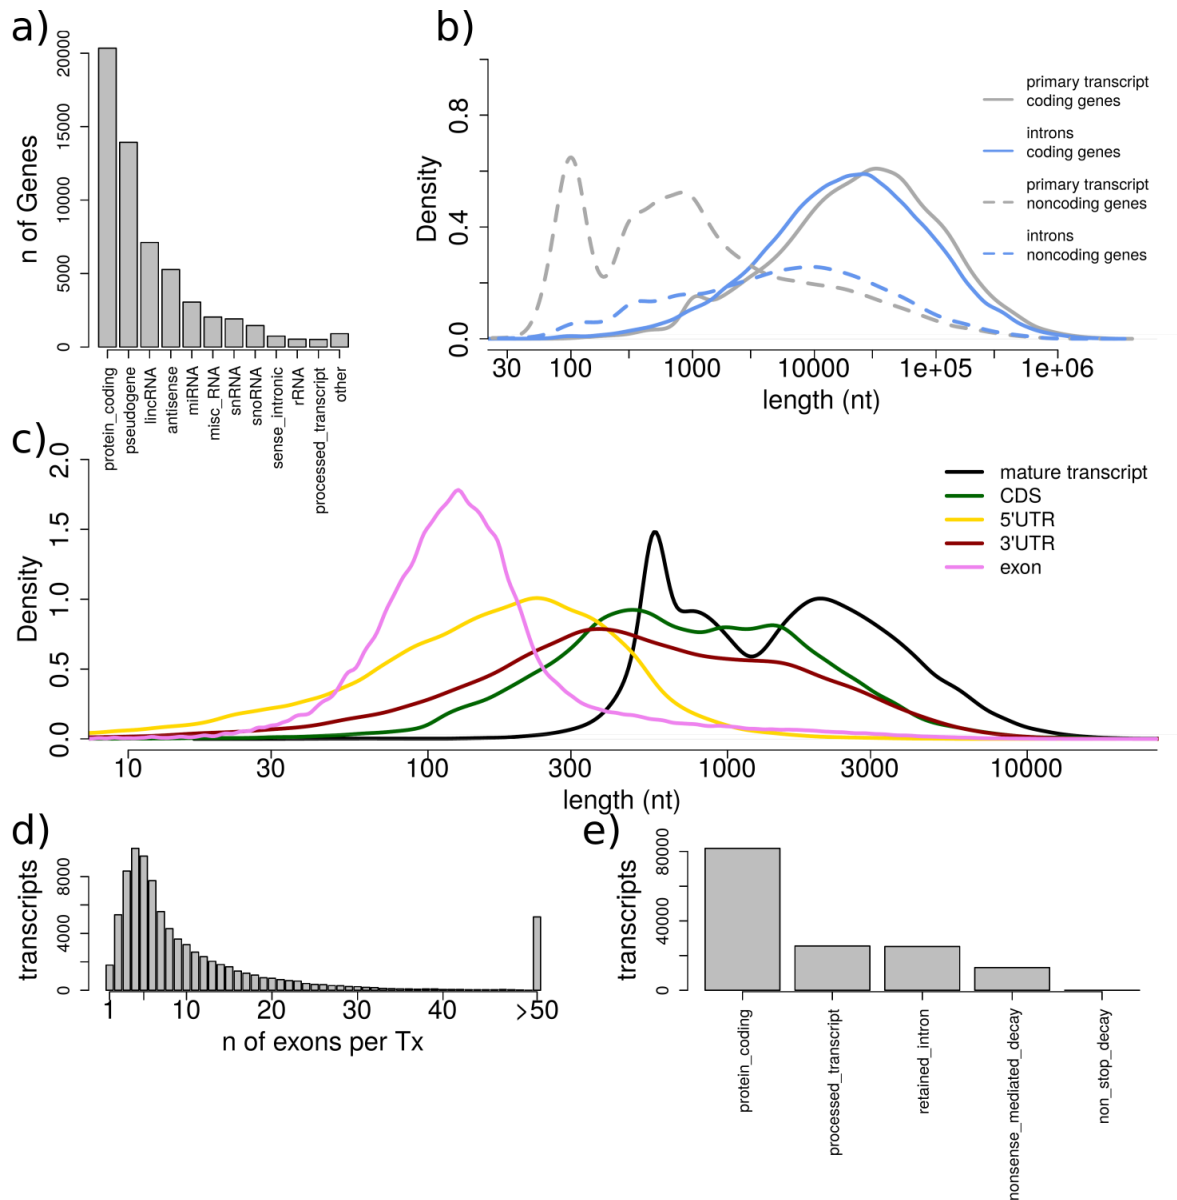 a)
n of Genes
0
5000
10000
15000
20000
protein_coding
pseudogene
lincRNA
antisense
miRNA
misc_RNA
snRNA
snoRNA
sense_intronic
rRNA
processed_transcript
other
b)
Density
0.0
0.4
0.8
primary transcript
coding genes
introns
coding genes
primary transcript
noncoding genes
introns
noncoding genes
30 100 1000 10000 1e+05 1e+06
length (nt)
c)
Density
0.0
0.5
1.0
1.5
2.0
mature transcript
CDS
5'UTR
3'UTR
exon
10 30 100 300 1000 3000 10000
length (nt)
d)
transcripts
0
4000
8000
1 10 20 30 40 >50
n of exons per Tx
e)
transcripts
0
40000
80000
protein_coding
processed_transcript
retained_intron
nonsense_mediated_decay
non_stop_decay